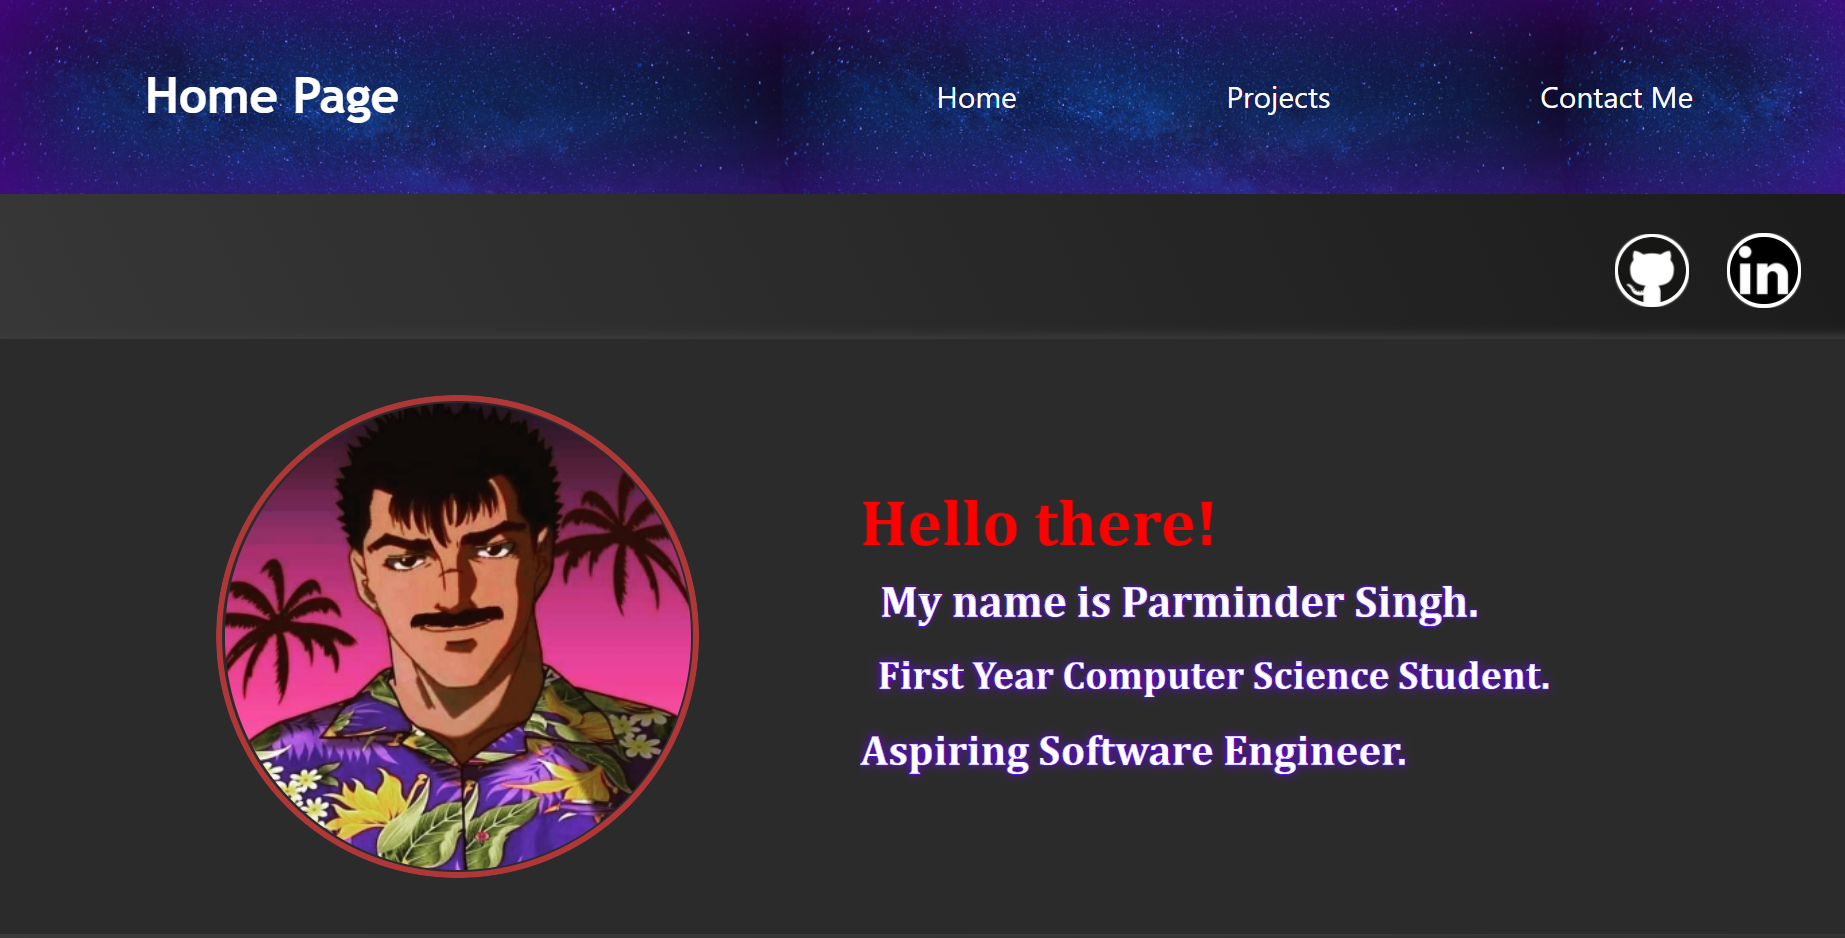 Home Page
Home
Projects
Contact Me
in
Hello there!
My name is Parminder Singh.
First Year Computer Science Student.
Aspiring Software Engineer.